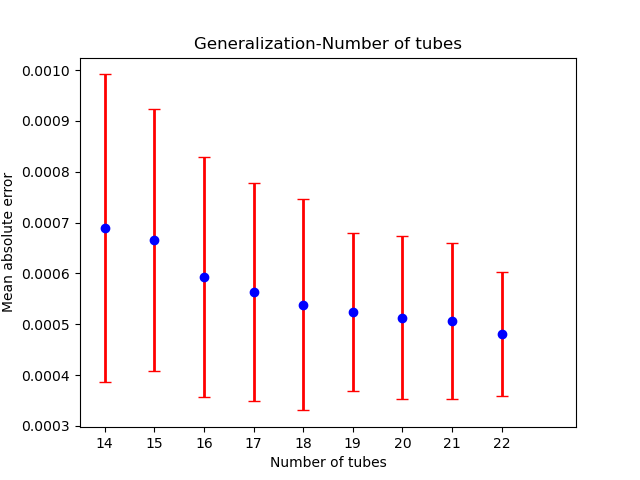 Generalization-Number of tubes
Mean absolute error
0.0010
0.0009
0.0008
0.0007
0.0006
0.0005
0.0004
0.0003
14 15 16 17 18 19 20 21 22
Number of tubes